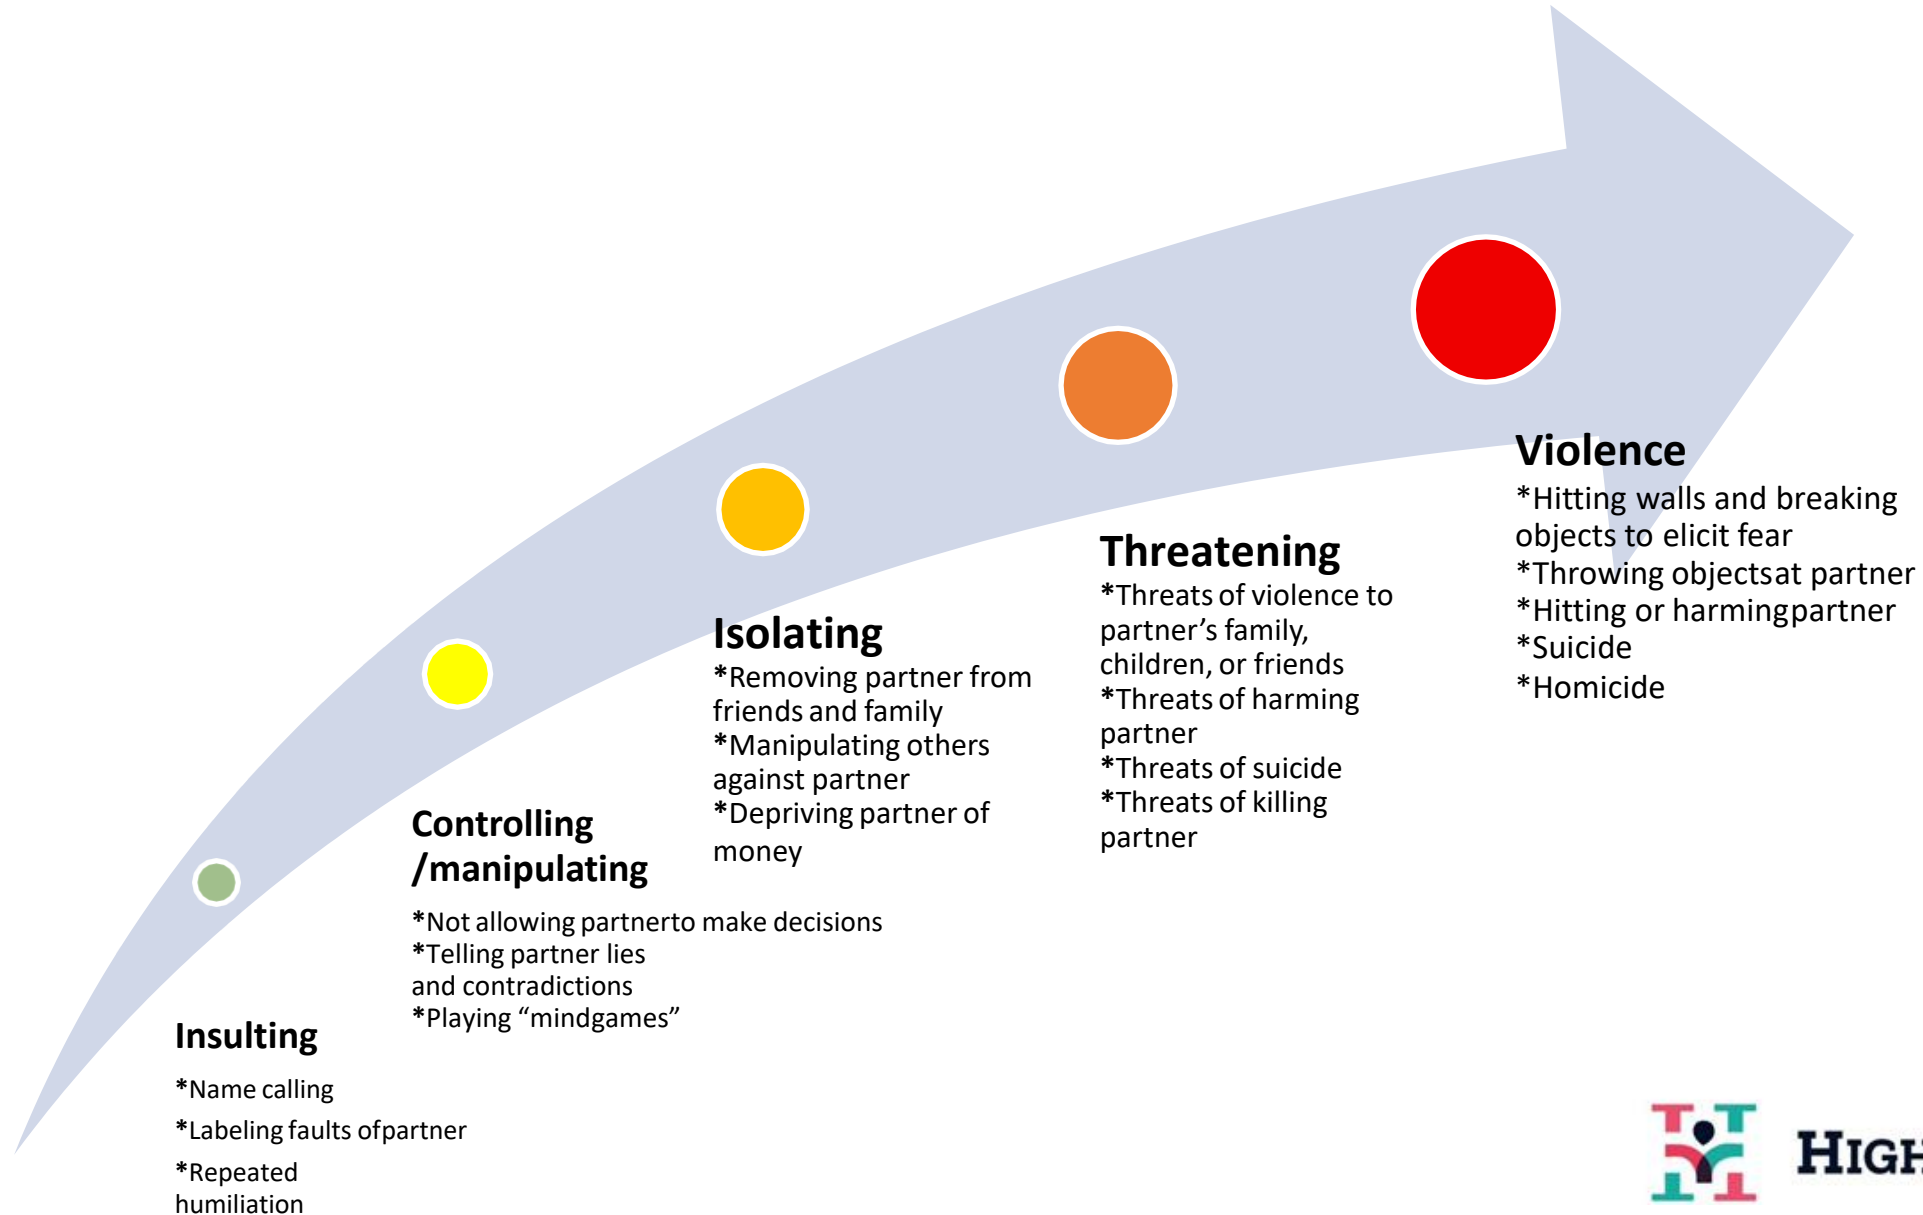 Insulting
*Name calling
*Labeling faults ofpartner
*Repeated
humiliation
Controlling
/manipulating
*Not allowing partnerto make decisions
*Telling partner lies
and contradictions
*Playing “mindgames”
Isolating
*Removing partner from
friends and family
*Manipulating others
against partner
*Depriving partner of
money
Threatening
*Threats of violence to
partner’s family,
children, or friends
*Threats of harming
partner
*Threats of suicide
*Threats of killing
partner
Violence
*Hitting walls and breaking
objects to elicit fear
*Throwing objectsat partner
*Hitting or harmingpartner
*Suicide
*Homicide
HIGH